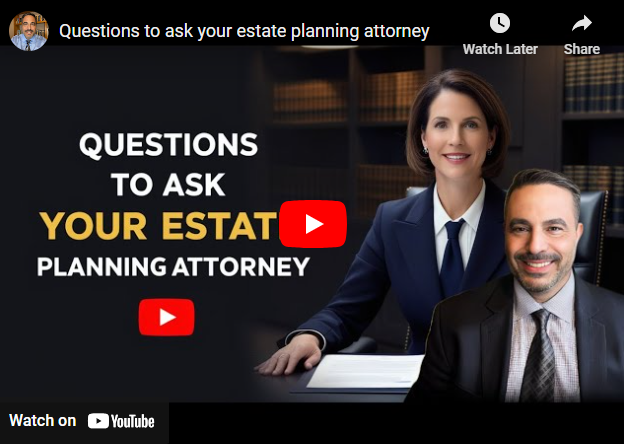 Questions to ask your estate planning attorney
Watch Later
Share
QUESTIONS
TO ASK
YOUR ESTAT
PLANNING ATTORNEY
Watch on YouTube